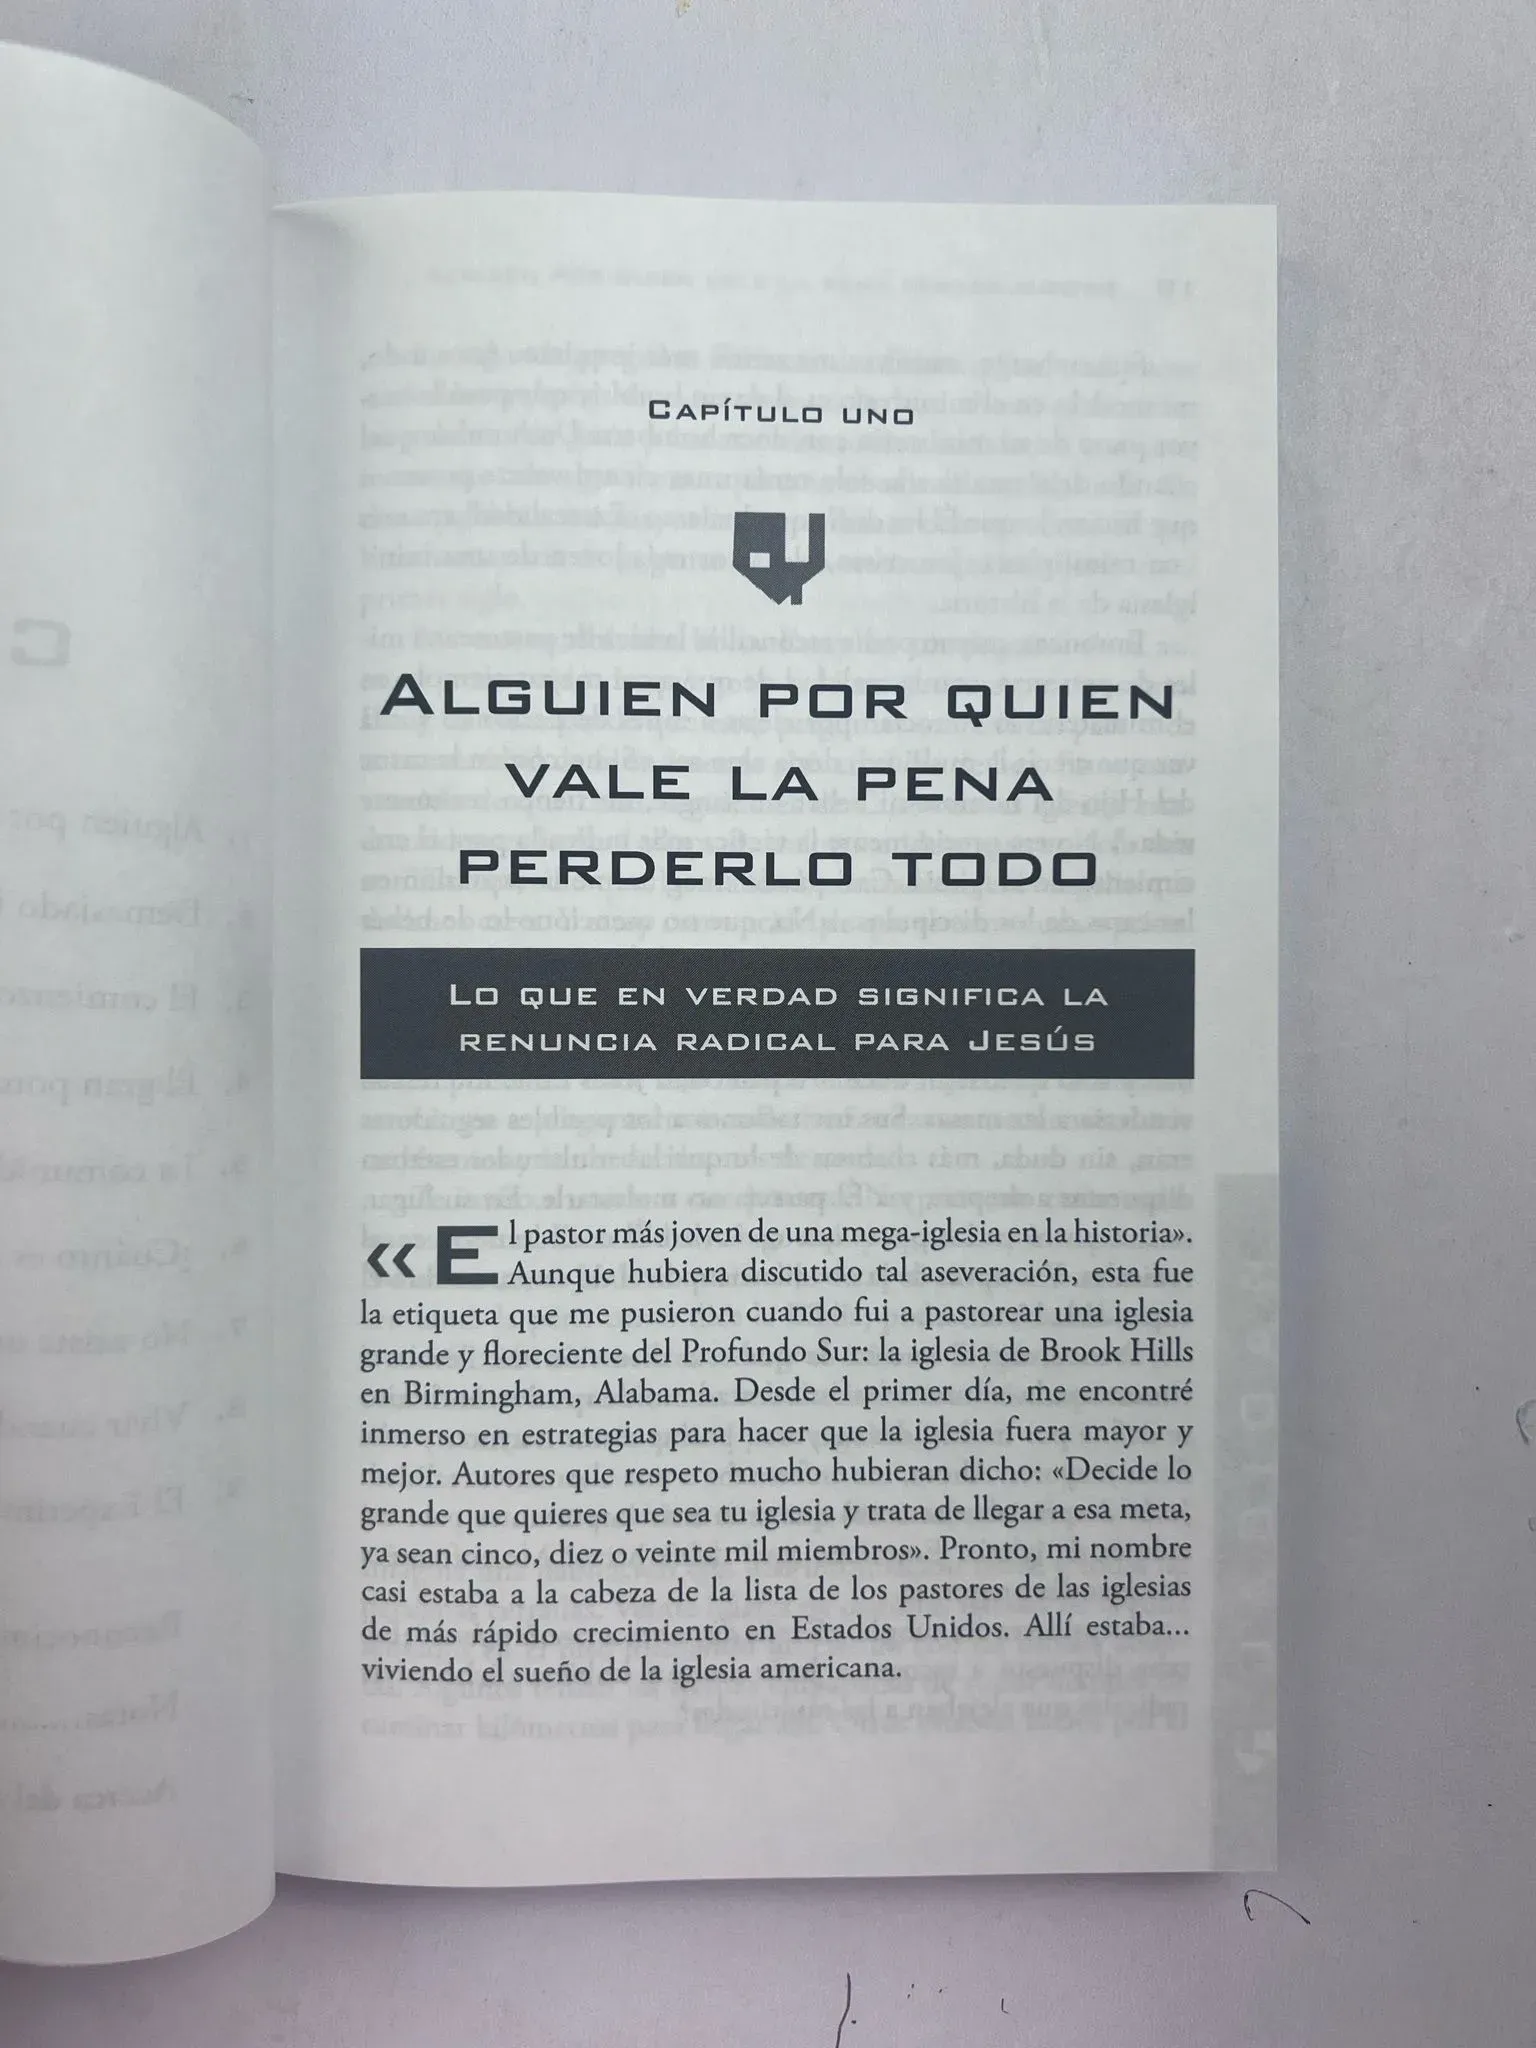 CAPÍTULO UNO
ALGUIEN POR QUIEN
VALE LA PENA
PERDERLO TODO
LO QUE EN VERDAD SIGNIFICA LA
RENUNCIA RADICAL PARA JESÚS
«El pastor más joven de una mega-iglesia en la historia».
Aunque hubiera discutido tal aseveración, esta fue
la etiqueta que me pusieron cuando fui a pastorear una iglesia
grande y floreciente del Profundo Sur: la iglesia de Brook Hills
en Birmingham, Alabama. Desde el primer día, me encontré
inmerso en estrategias para hacer que la iglesia fuera mayor y
mejor. Autores que respeto mucho hubieran dicho: «Decide lo
grande que quieres que sea tu iglesia y trata de llegar a esa meta,
ya sean cinco, diez o veinte mil miembros». Pronto, mi nombre
casi estaba a la cabeza de la lista de los pastores de las iglesias
de más rápido crecimiento en Estados Unidos. Allí estaba...
viviendo el sueño de la iglesia americana.